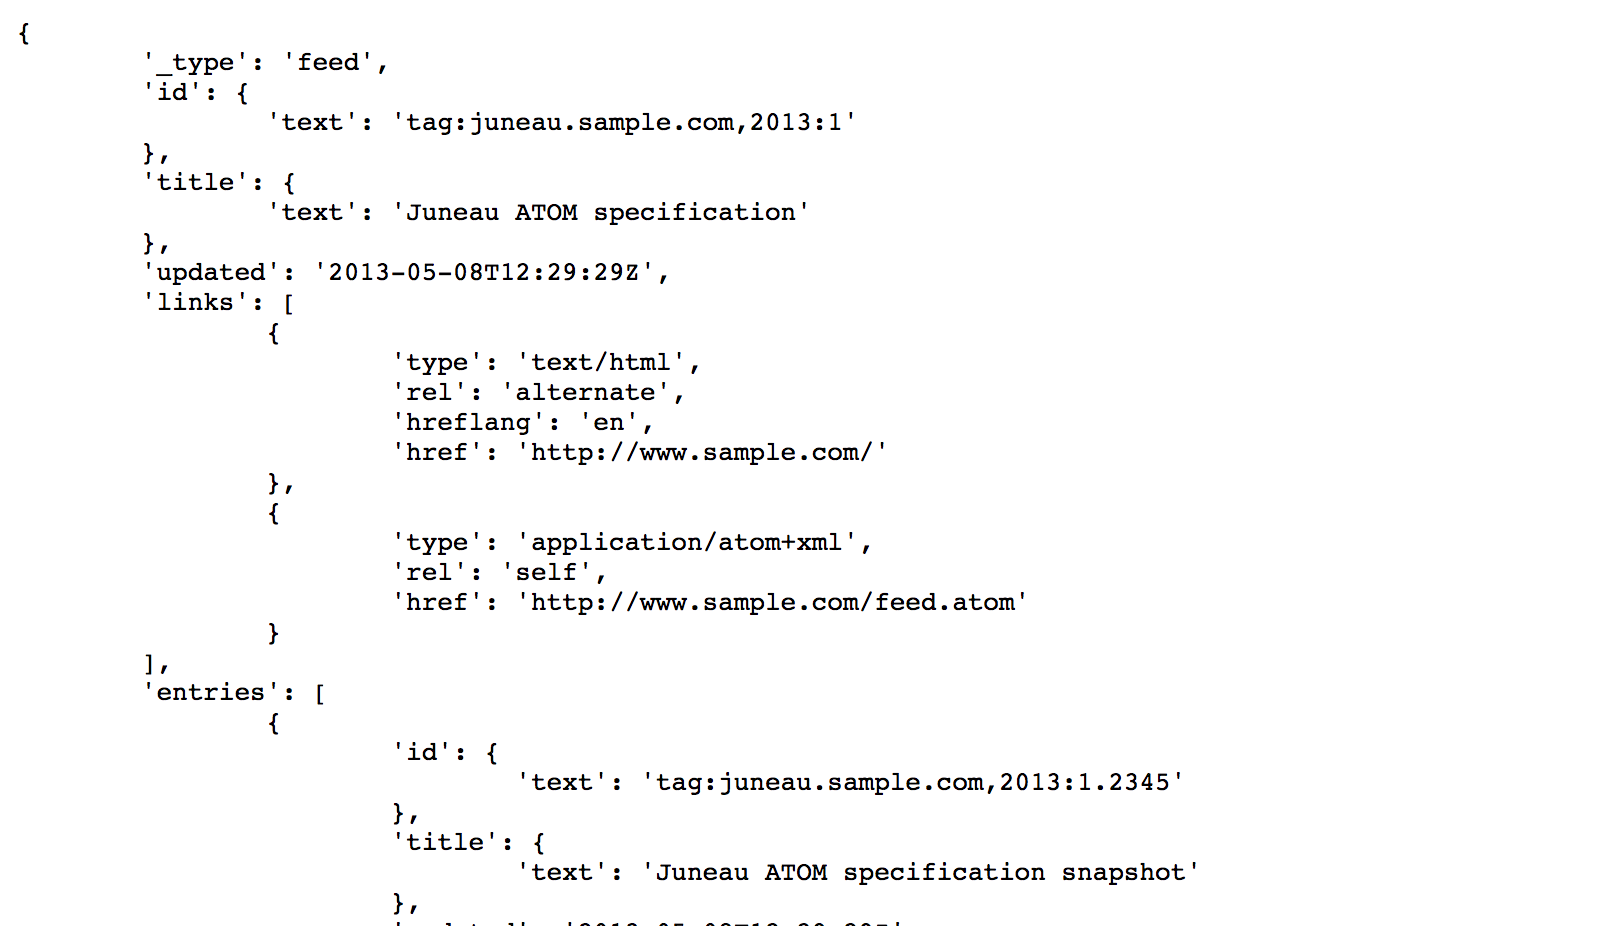 {
	'_type': 'feed',
	'id': {
		'text': 'tag:juneau.sample.com,2013:1'
	},
	'title': {
		'text': 'Juneau ATOM specification'
	},
	'updated': '2013-05-08T12:29:29Z',
	'links': [
		{
			'type': 'text/html',
			'rel': 'alternate',
			'hreflang': 'en',
			'href': 'http://www.sample.com/'
		},
		{
			'type': 'application/atom+xml',
			'rel': 'self',
			'href': 'http://www.sample.com/feed.atom'
		}
	],
	'entries': [
		{
			'id': {
				'text': 'tag:juneau.sample.com,2013:1.2345'
			},
			'title': {
				'text': 'Juneau ATOM specification snapshot'
			},